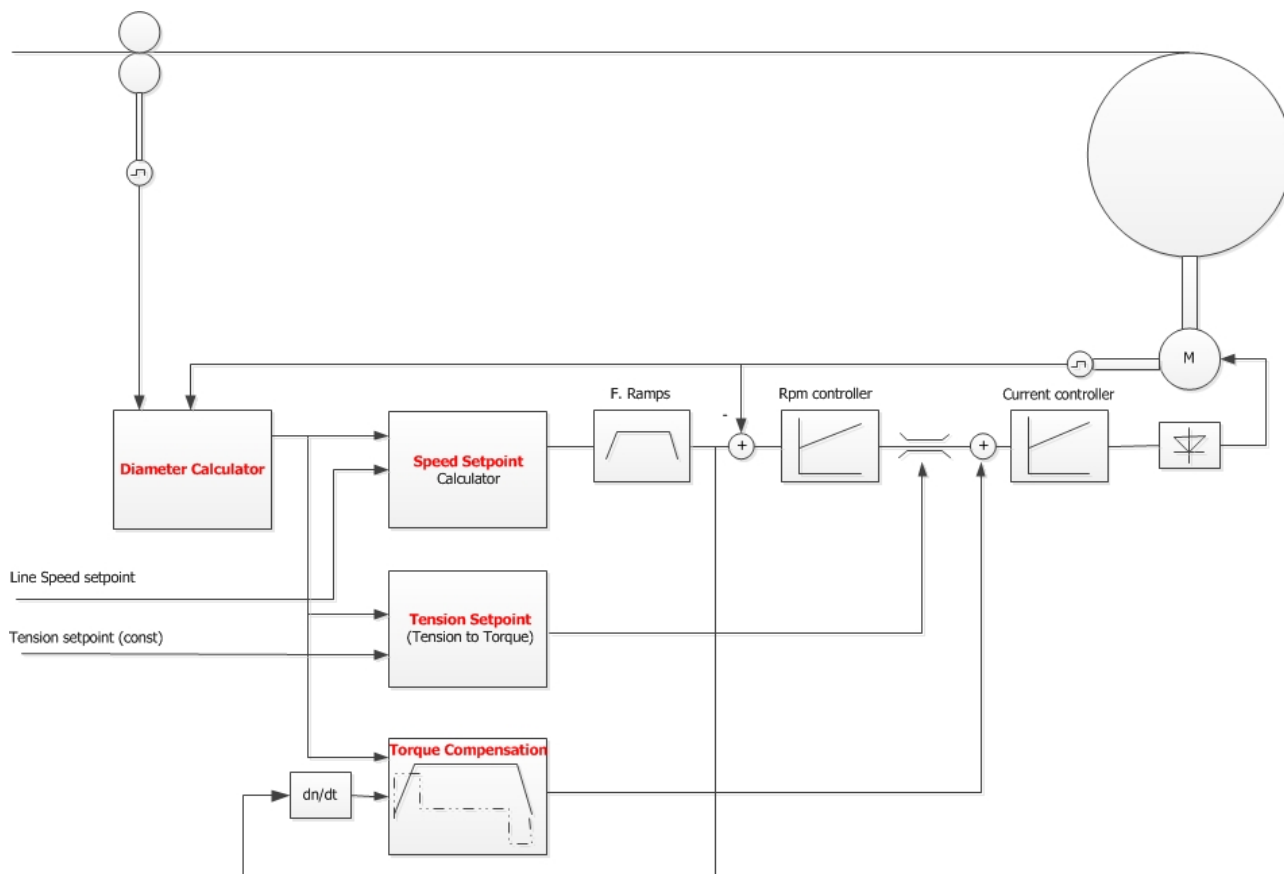 M
F. Ramps
Rpm controller
Current controller
-
+
+
Diameter Calculator
Speed Setpoint
Calculator
Line Speed setpoint
Tension Setpoint
(Tension to Torque)
Tension setpoint (const)
Torque Compensation
dn/dt